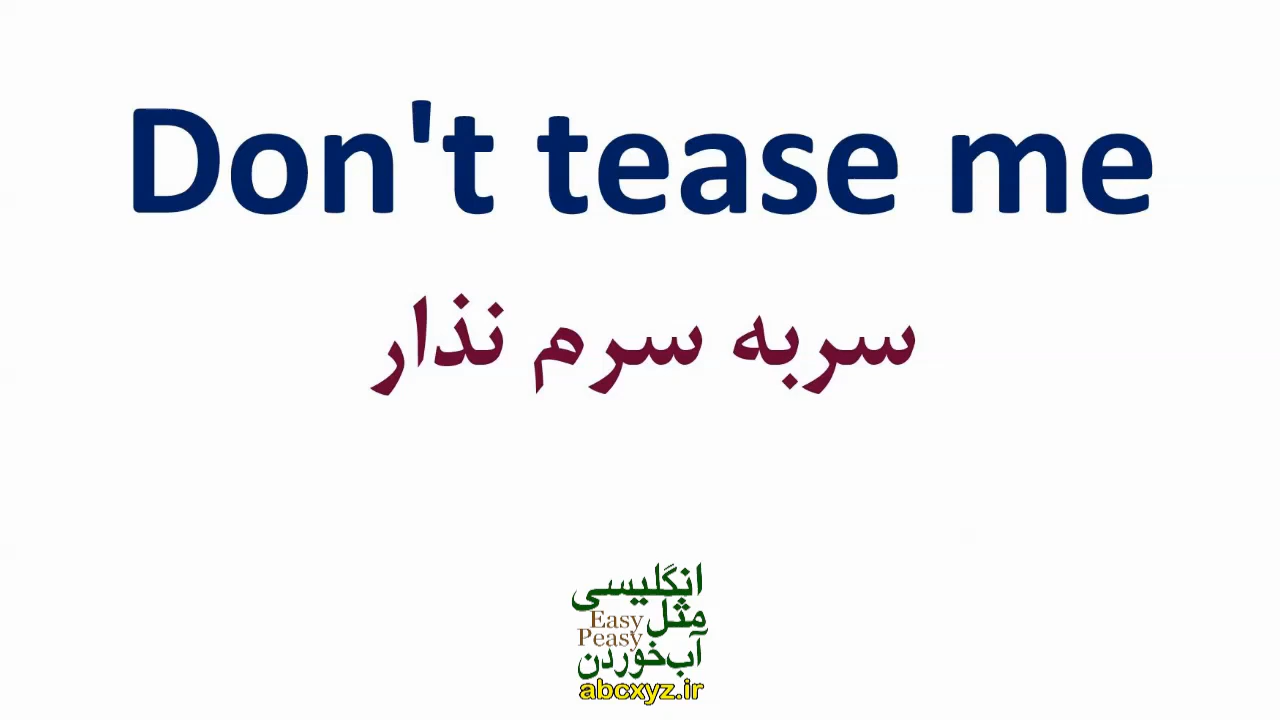 Don't tease me
سربه سرم نذار
انگلیسی
مثل
Easy
Peasy
آب‌خوردن
abcxyz.ir